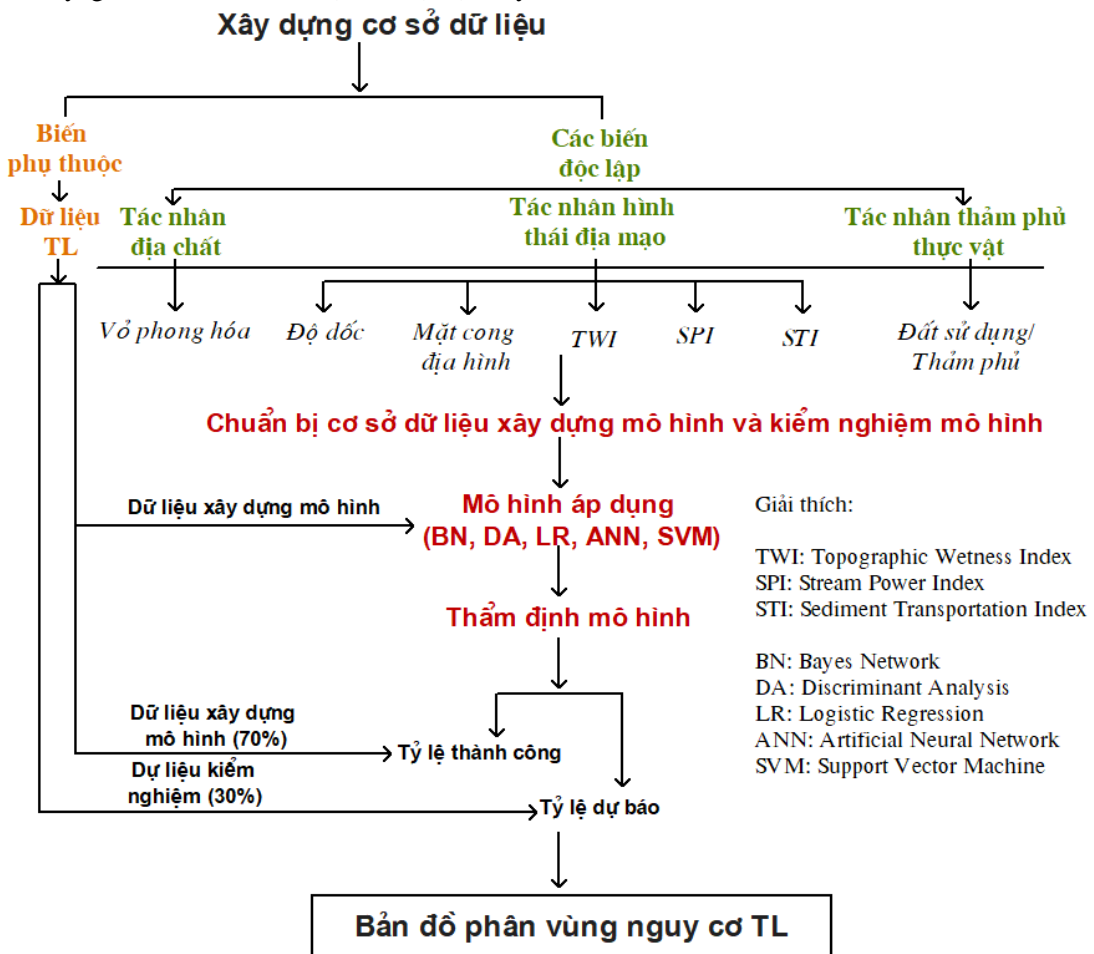 Xây dựng cơ sở dữ liệu
Biến
phụ thuộc
Các biến
độc lập
Dữ liệu
TL
Tác nhân
địa chất
Tác nhân hình
thái địa mạo
Tác nhân thảm phủ
thực vật
Vỏ phong hóa
Độ dốc
Mặt cong
địa hình
TWI
SPI
STI
Đất sử dụng/
Thảm phủ
Chuẩn bị cơ sở dữ liệu xây dựng mô hình và kiểm nghiệm mô hình
Dữ liệu xây dựng mô hình
Mô hình áp dụng
(BN, DA, LR, ANN, SVM)
Thẩm định mô hình
Dữ liệu xây dựng
mô hình (70%)
Tỷ lệ thành công
Dự liệu kiểm
nghiệm (30%)
Tỷ lệ dự báo
Bản đồ phân vùng nguy cơ TL
Giải thích:
TWI: Topographic Wetness Index
SPI: Stream Power Index
STI: Sediment Transportation Index
BN: Bayes Network
DA: Discriminant Analysis
LR: Logistic Regression
ANN: Artificial Neural Network
SVM: Support Vector Machine